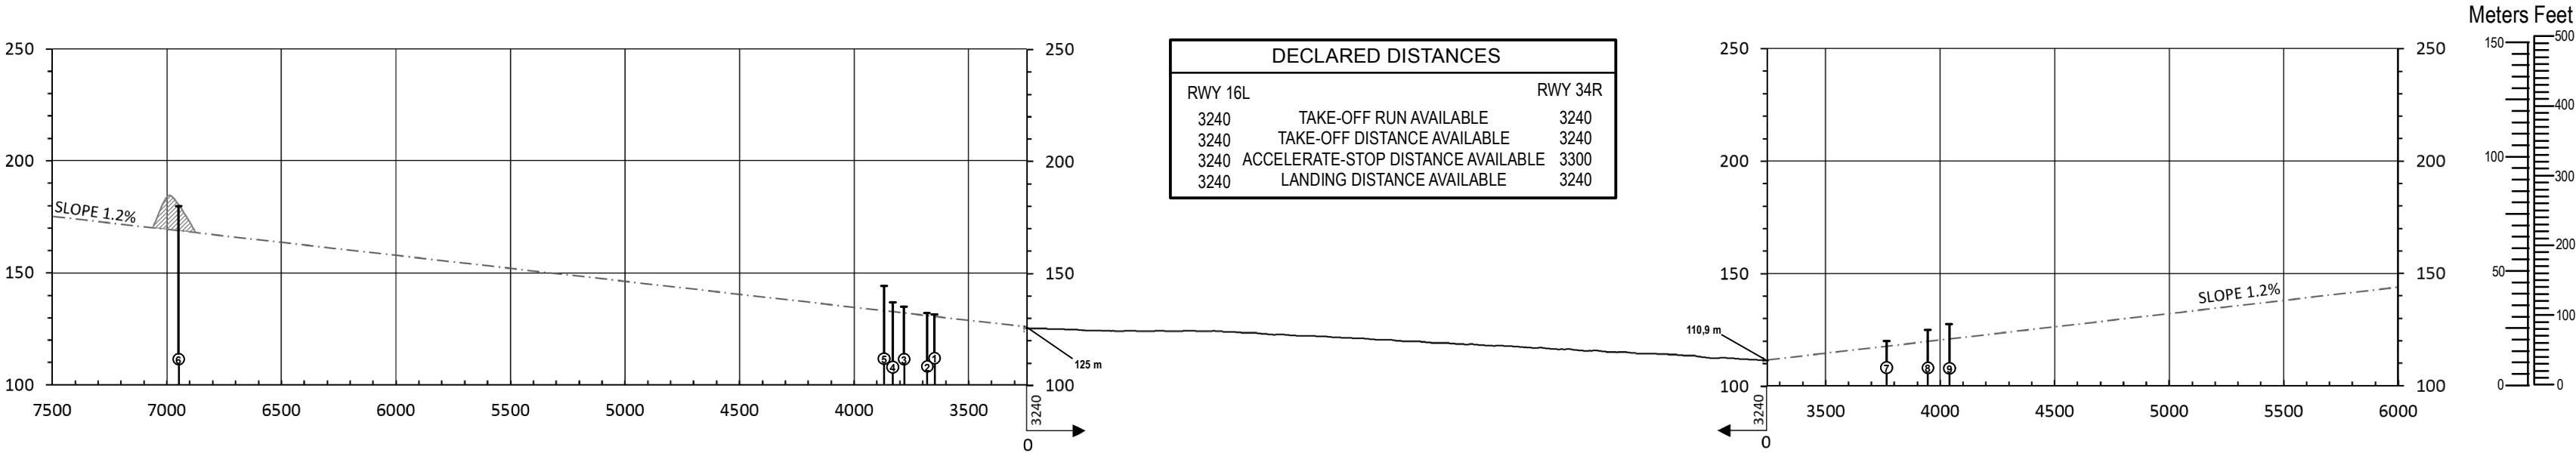 Meters Feet
250
250
DECLARED DISTANCES
250
250
150
500
RWY 16L
RWY 34R
3240 TAKE-OFF RUN AVAILABLE 3240
3240 TAKE-OFF DISTANCE AVAILABLE 3240
3240 ACCELERATE-STOP DISTANCE AVAILABLE 3300
3240 LANDING DISTANCE AVAILABLE 3240
400
200
200
200
200
100
300
SLOPE 1.2%
200
150
150
150
150
50
SLOPE 1.2%
100
110,9 m
125 m
6
5
4
3
2
1
7
8
9
100
100
100
100
0
0
7500 7000 6500 6000 5500 5000 4500 4000 3500
3240
0
3240
0
3500 4000 4500 5000 5500 6000